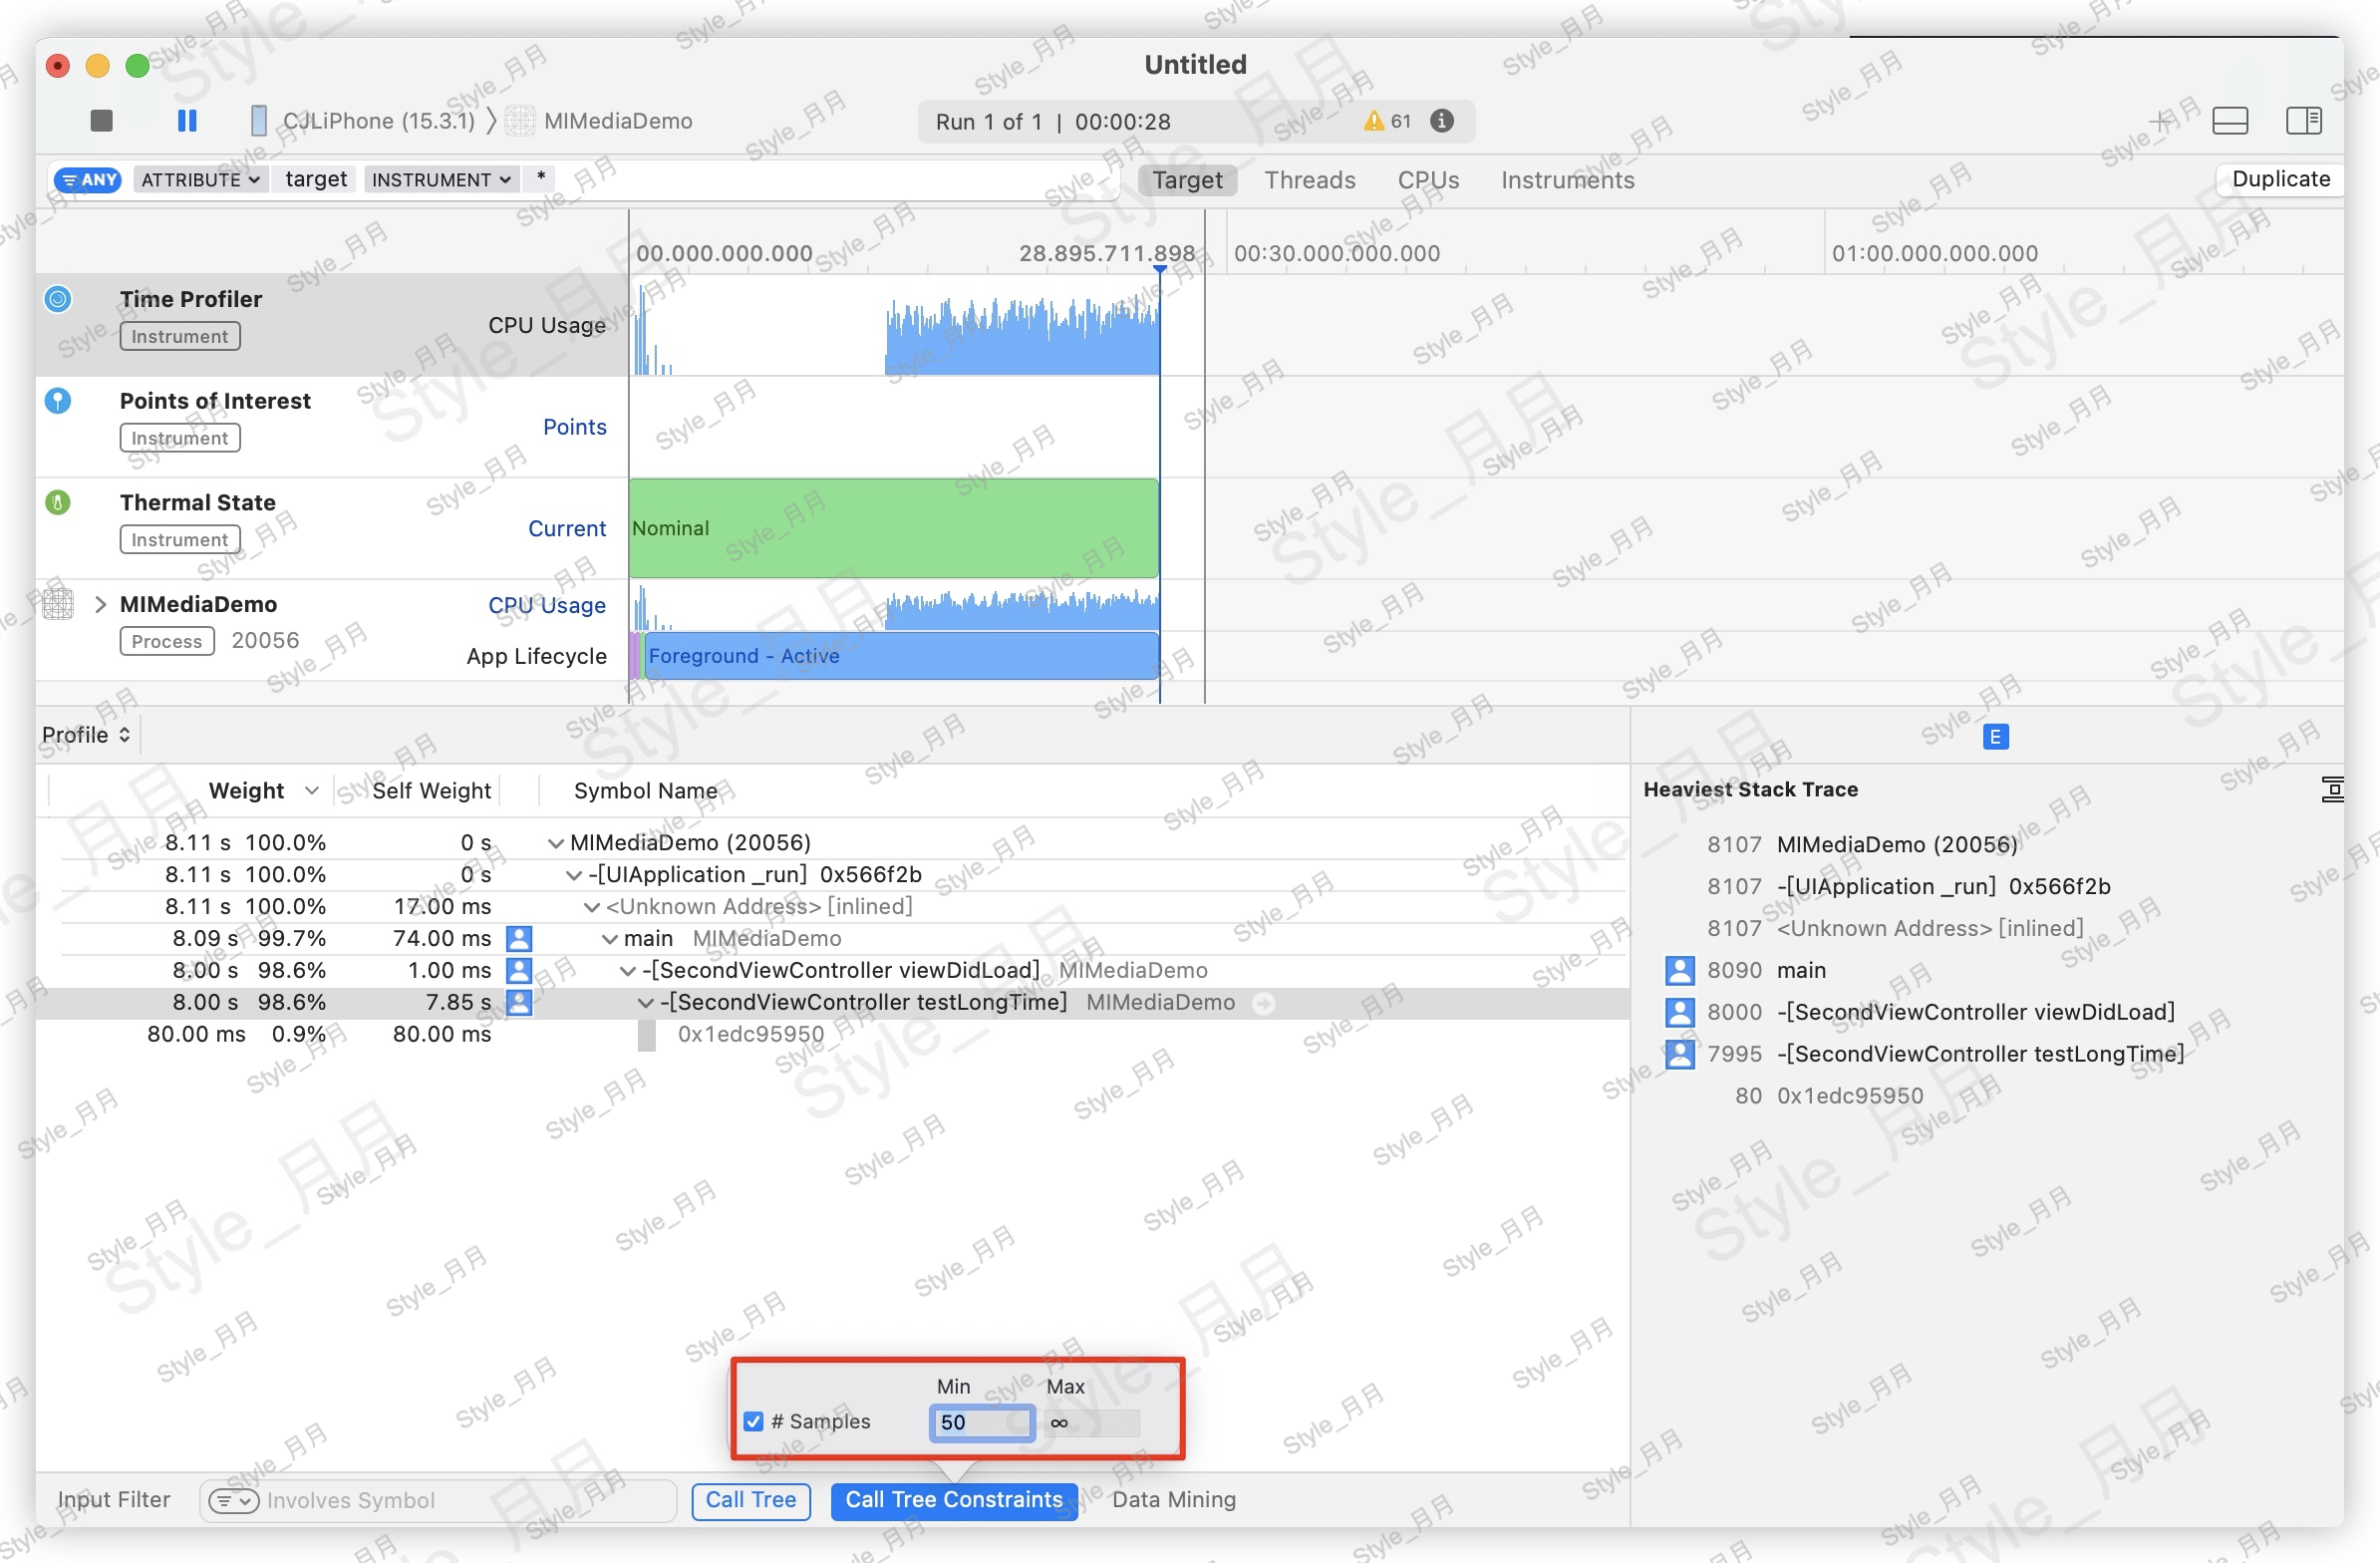 Untitled
CJLiPhone (15.3.1) 〉 MIMediaDemo
Run 1 of 1 | 00:00:28
61
ANY ATTRIBUTE target INSTRUMENT *
Target Threads CPUs Instruments
Duplicate
00.000.000.000 28.895.711.898 00:30.000.000.000 01:00.000.000.000
Time Profiler
Instrument
CPU Usage
Points of Interest
Instrument
Points
Thermal State
Instrument
Current
Nominal
MIMediaDemo
Process 20056
CPU Usage
App Lifecycle
Foreground - Active
Profile
E
Weight Self Weight Symbol Name
8.11 s 100.0% 0 s MIMediaDemo (20056)
8.11 s 100.0% 0 s -[UIApplication _run] 0x566f2b
8.11 s 100.0% 17.00 ms <Unknown Address> [inlined]
8.09 s 99.7% 74.00 ms main MIMediaDemo
8.00 s 98.6% 1.00 ms -[SecondViewController viewDidLoad] MIMediaDemo
8.00 s 98.6% 7.85 s -[SecondViewController testLongTime] MIMediaDemo
80.00 ms 0.9% 80.00 ms 0x1edc95950
Heaviest Stack Trace
8107 MIMediaDemo (20056)
8107 -[UIApplication _run] 0x566f2b
8107 <Unknown Address> [inlined]
8090 main
8000 -[SecondViewController viewDidLoad]
7995 -[SecondViewController testLongTime]
80 0x1edc95950
Min Max
# Samples 50 ∞
Input Filter Involves Symbol Call Tree Call Tree Constraints Data Mining
Style_月月